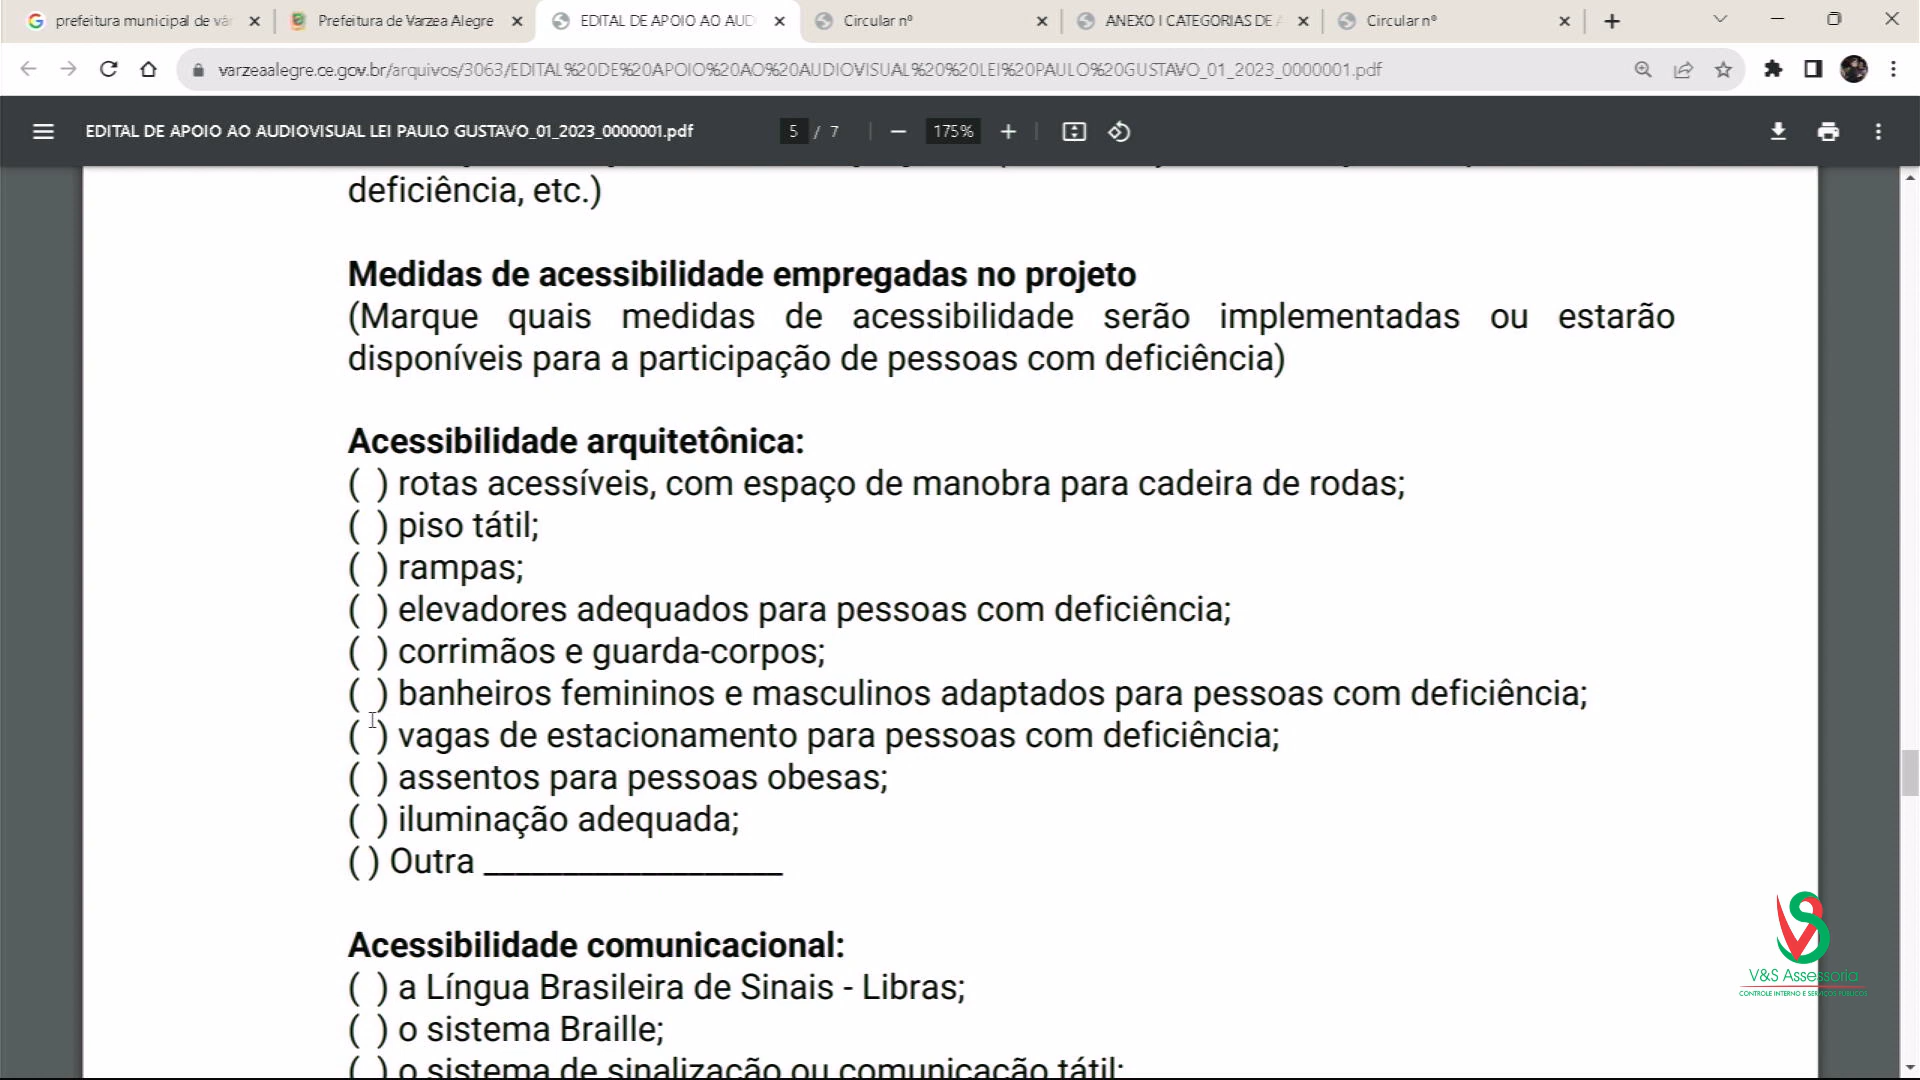 prefeitura municipal de vár
Prefeitura de Varzea Alegre
EDITAL DE APOIO AO AUD
Circular nº
ANEXO I CATEGORIAS DE A
Circular nº
varzeaalegre.ce.gov.br/arquivos/3063/EDITAL%20DE%20APOIO%20AO%20AUDIOVISUAL%20%20LEI%20PAULO%20GUSTAVO_01_2023_0000001.pdf
EDITAL DE APOIO AO AUDIOVISUAL LEI PAULO GUSTAVO_01_2023_0000001.pdf
5 / 7
175%
deficiência, etc.)
Medidas de acessibilidade empregadas no projeto
(Marque quais medidas de acessibilidade serão implementadas ou estarão
disponíveis para a participação de pessoas com deficiência)
Acessibilidade arquitetônica:
( ) rotas acessíveis, com espaço de manobra para cadeira de rodas;
( ) piso tátil;
( ) rampas;
( ) elevadores adequados para pessoas com deficiência;
( ) corrimãos e guarda-corpos;
( ) banheiros femininos e masculinos adaptados para pessoas com deficiência;
( ) vagas de estacionamento para pessoas com deficiência;
( ) assentos para pessoas obesas;
( ) iluminação adequada;
( ) Outra __________________
Acessibilidade comunicacional:
( ) a Língua Brasileira de Sinais - Libras;
( ) o sistema Braille;
( ) o sistema de sinalização ou comunicação tátil;
V&S Assessoria
CONTROLE INTERNO E SERVIÇOS PÚBLICOS